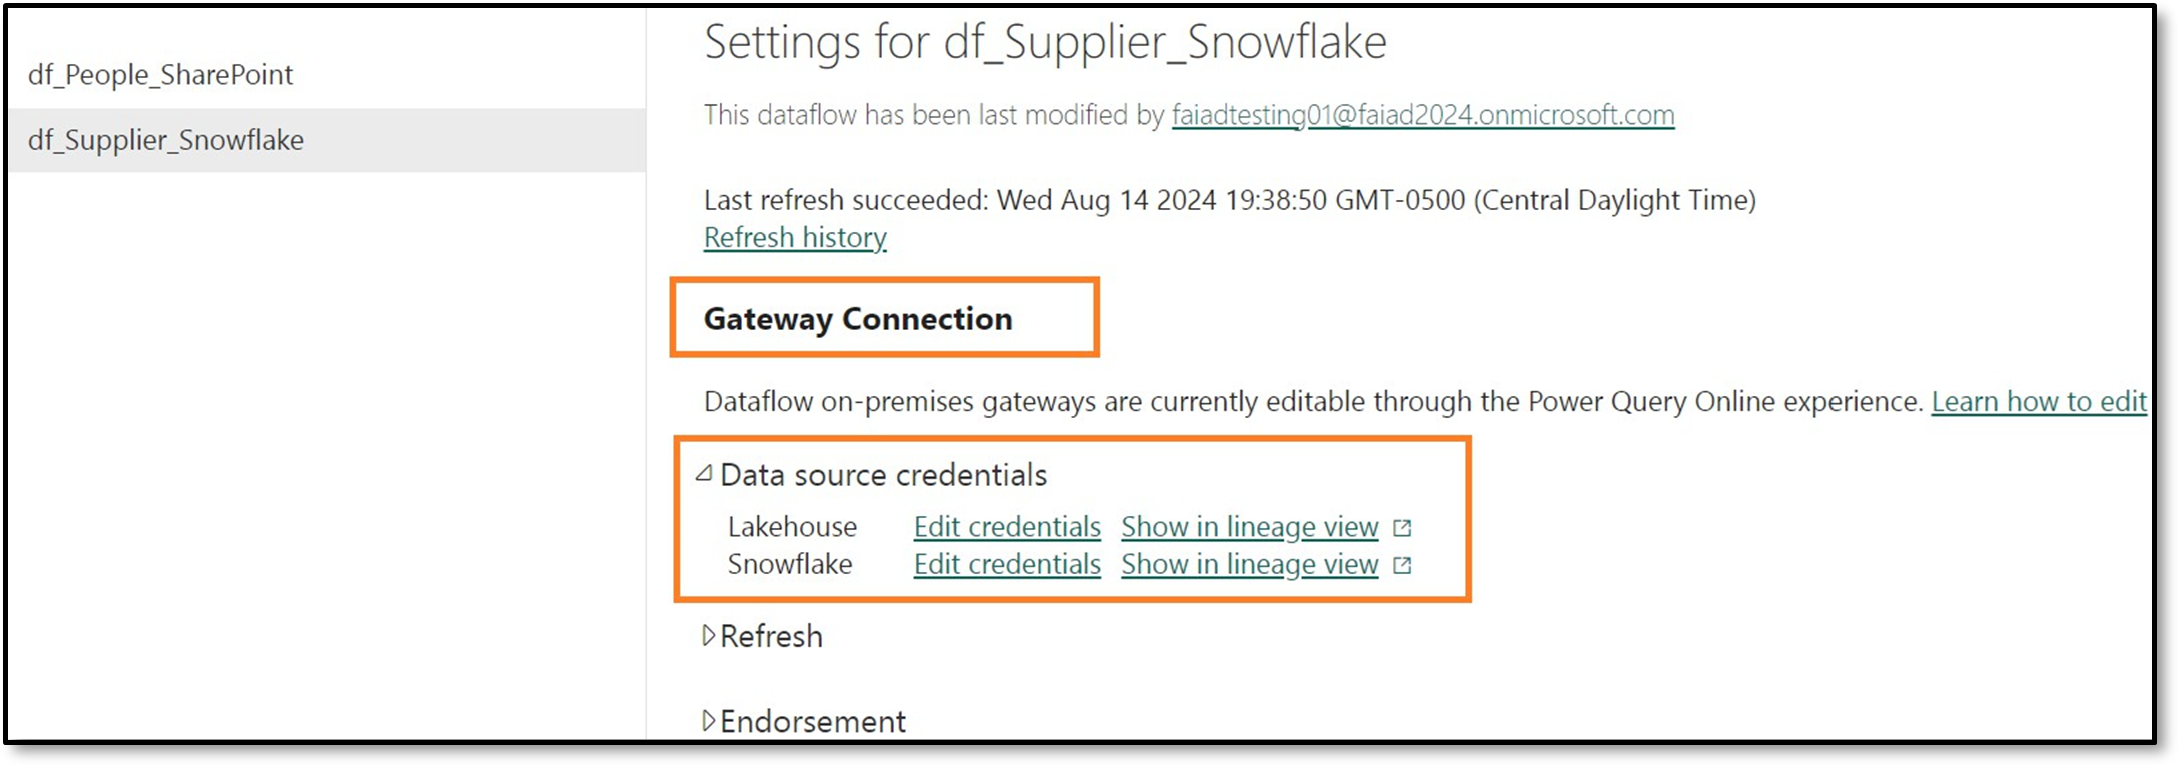 df_People_SharePoint
df_Supplier_Snowflake
Settings for df_Supplier_Snowflake
This dataflow has been last modified by faiadtesting01@faiad2024.onmicrosoft.com
Last refresh succeeded: Wed Aug 14 2024 19:38:50 GMT-0500 (Central Daylight Time)
Refresh history
Gateway Connection
Dataflow on-premises gateways are currently editable through the Power Query Online experience. Learn how to edit
Data source credentials
Lakehouse Edit credentials Show in lineage view
Snowflake Edit credentials Show in lineage view
Refresh
Endorsement